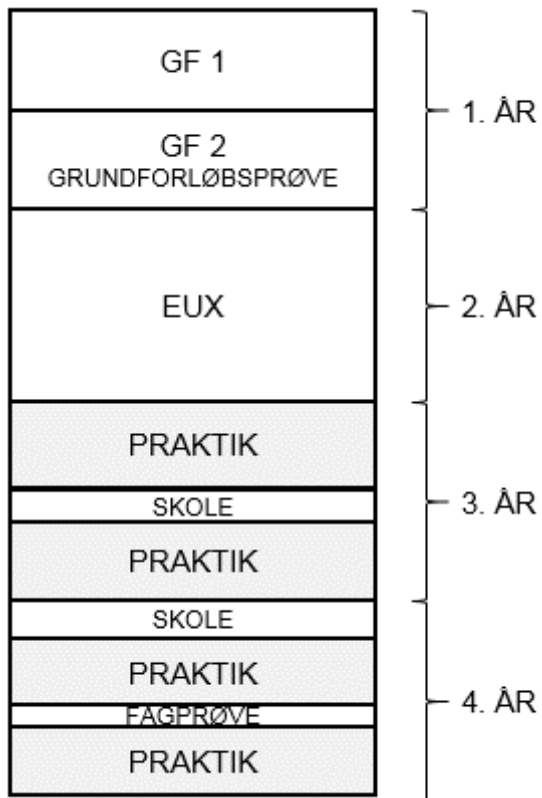 GF 1
GF 2
GRUNDFORLØBSPRØVE
1. ÅR
EUX
2. ÅR
PRAKTIK
SKOLE
PRAKTIK
3. ÅR
SKOLE
PRAKTIK
FAGPRØVE
PRAKTIK
4. ÅR